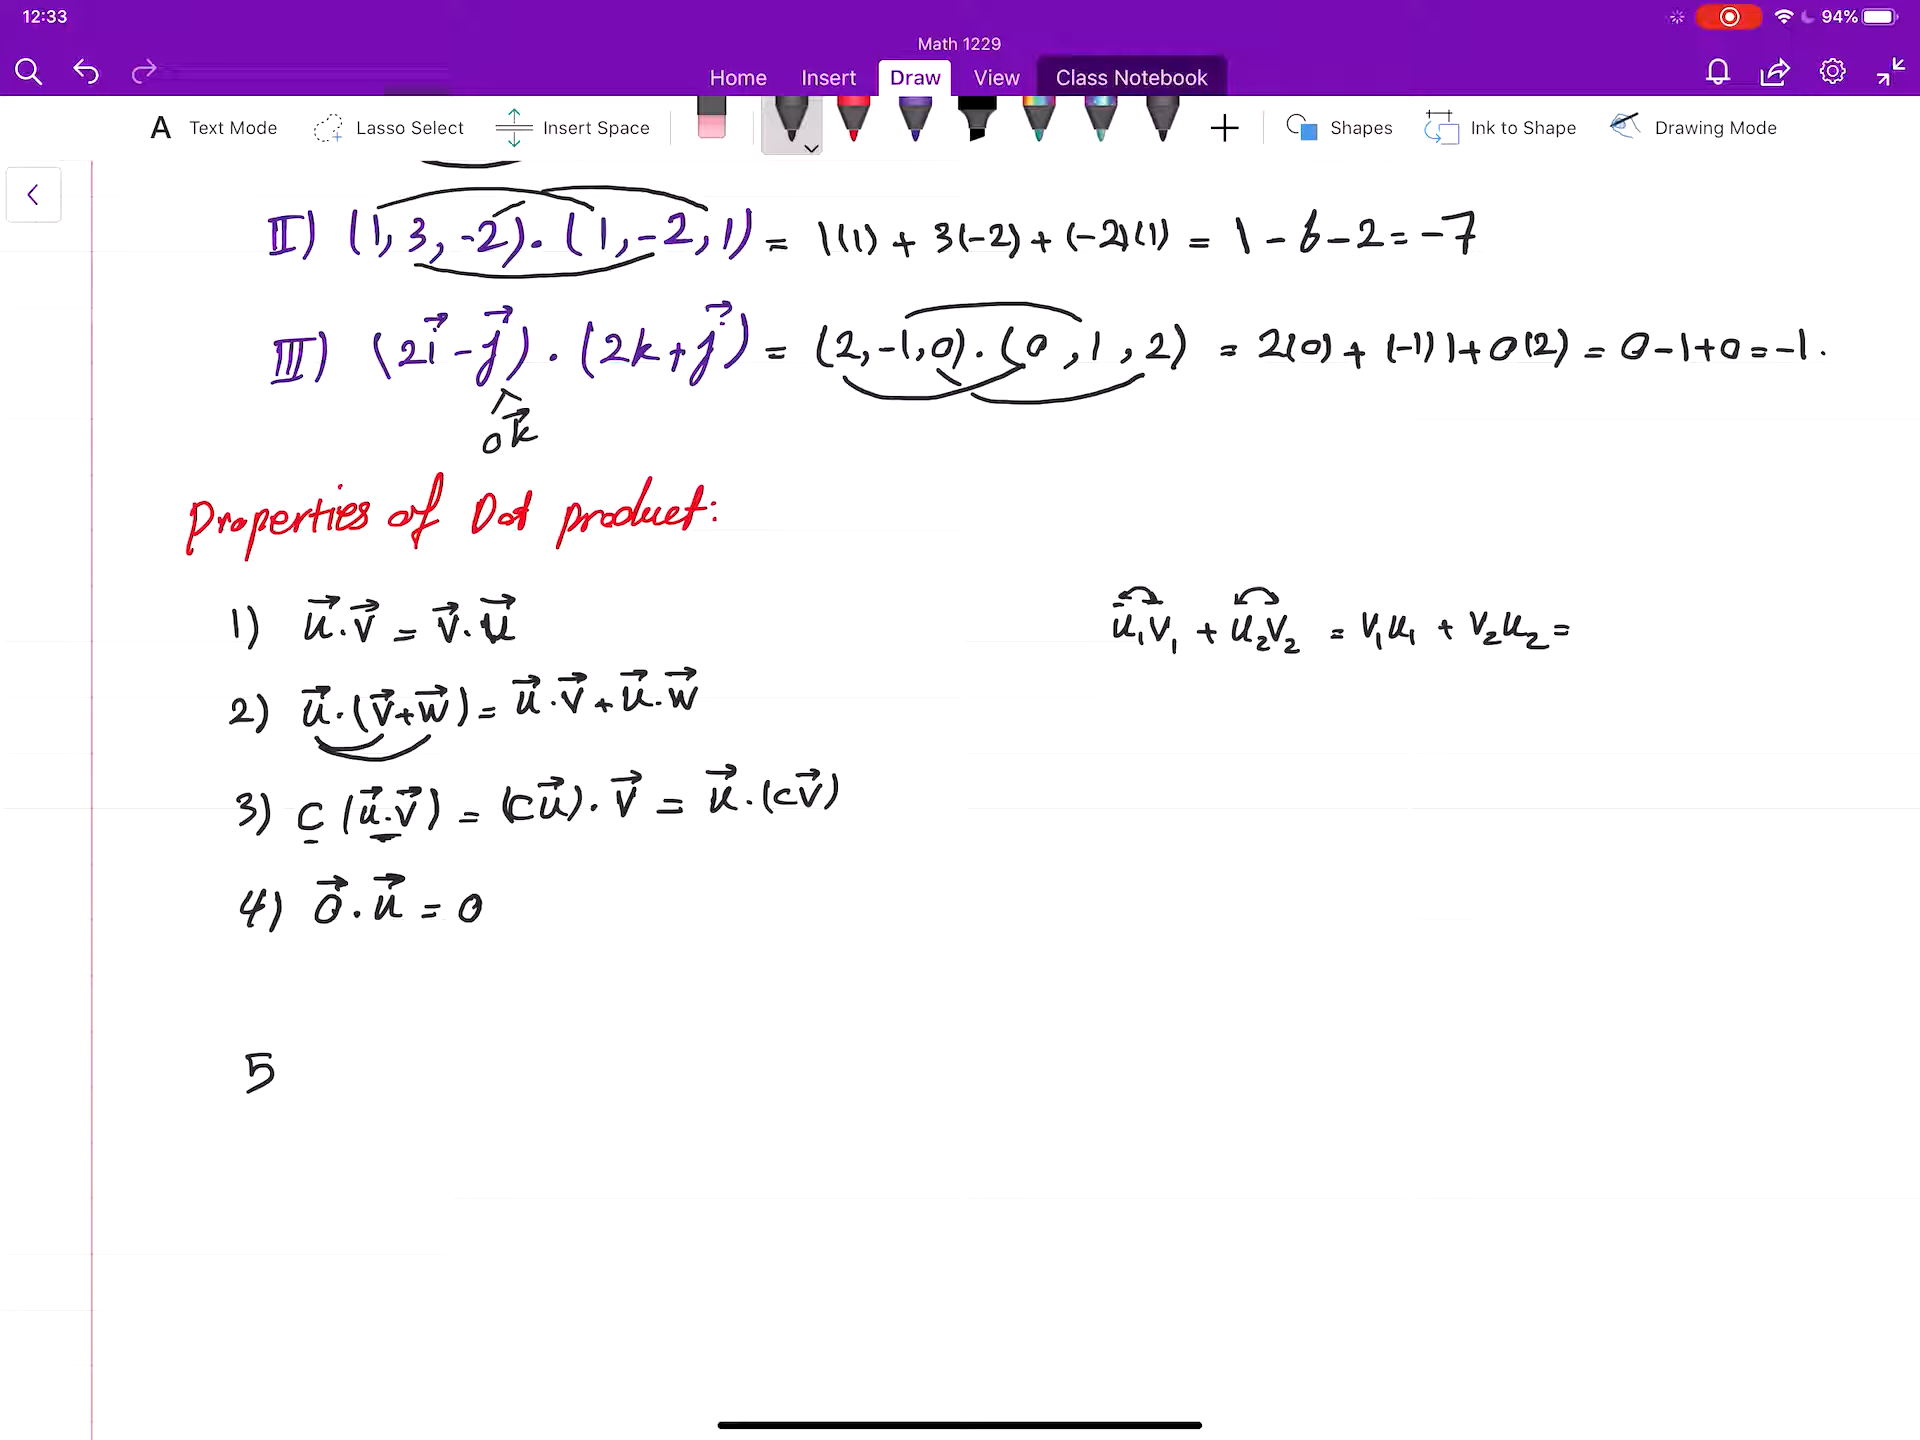 12:33
94%
Math 1229
Home Insert Draw View Class Notebook
A Text Mode Lasso Select Insert Space Shapes Ink to Shape Drawing Mode
II) (1, 3, -2) · (1, -2, 1) = 1(1) + 3(-2) + (-2)(1) = 1 - 6 - 2 = -7
III) (2i⃗ - j⃗) · (2k + j⃗) = (2, -1, 0) · (0, 1, 2) = 2(0) + (-1)1 + 0(2) = 0 - 1 + 0 = -1.
0k⃗
Properties of Dot product:
1) u⃗ · v⃗ = v⃗ · u⃗
u₁v₁ + u₂v₂ = v₁u₁ + v₂u₂ =
2) u⃗ · (v⃗ + w⃗) = u⃗ · v⃗ + u⃗ · w⃗
3) c (u⃗ · v⃗) = (cu⃗) · v⃗ = u⃗ · (cv⃗)
4) 0⃗ · u⃗ = 0
5